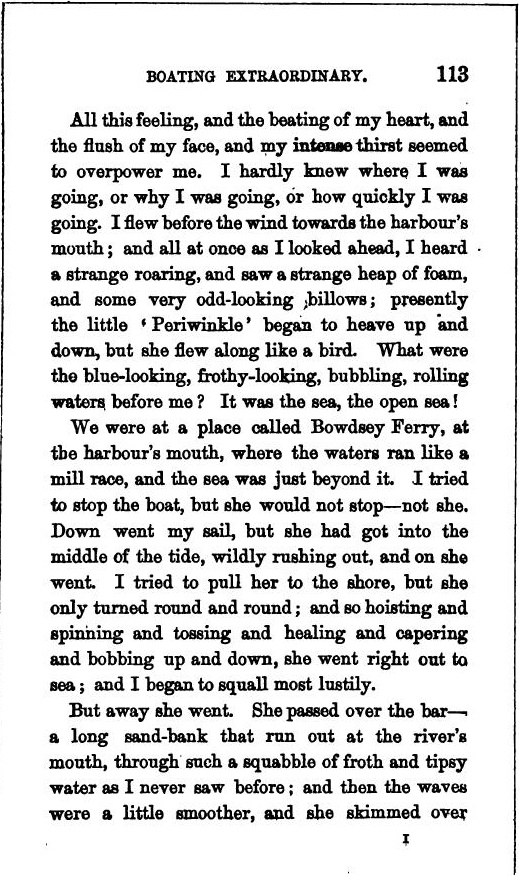 BOATING EXTRAORDINARY. 113
All this feeling, and the beating of my heart, and
the flush of my face, and my intense thirst seemed
to overpower me. I hardly knew where I was
going, or why I was going, or how quickly I was
going. I flew before the wind towards the harbour's
mouth; and all at once as I looked ahead, I heard
a strange roaring, and saw a strange heap of foam,
and some very odd-looking billows; presently
the little 'Periwinkle' began to heave up and
down, but she flew along like a bird. What were
the blue-looking, frothy-looking, bubbling, rolling
waters before me? It was the sea, the open sea!
We were at a place called Bowdsey Ferry, at
the harbour's mouth, where the waters ran like a
mill race, and the sea was just beyond it. I tried
to stop the boat, but she would not stop—not she.
Down went my sail, but she had got into the
middle of the tide, wildly rushing out, and on she
went. I tried to pull her to the shore, but she
only turned round and round; and so hoisting and
spinning and tossing and healing and capering
and bobbing up and down, she went right out to
sea; and I began to squall most lustily.
But away she went. She passed over the bar—
a long sand-bank that run out at the river's
mouth, through such a squabble of froth and tipsy
water as I never saw before; and then the waves
were a little smoother, and she skimmed over
I